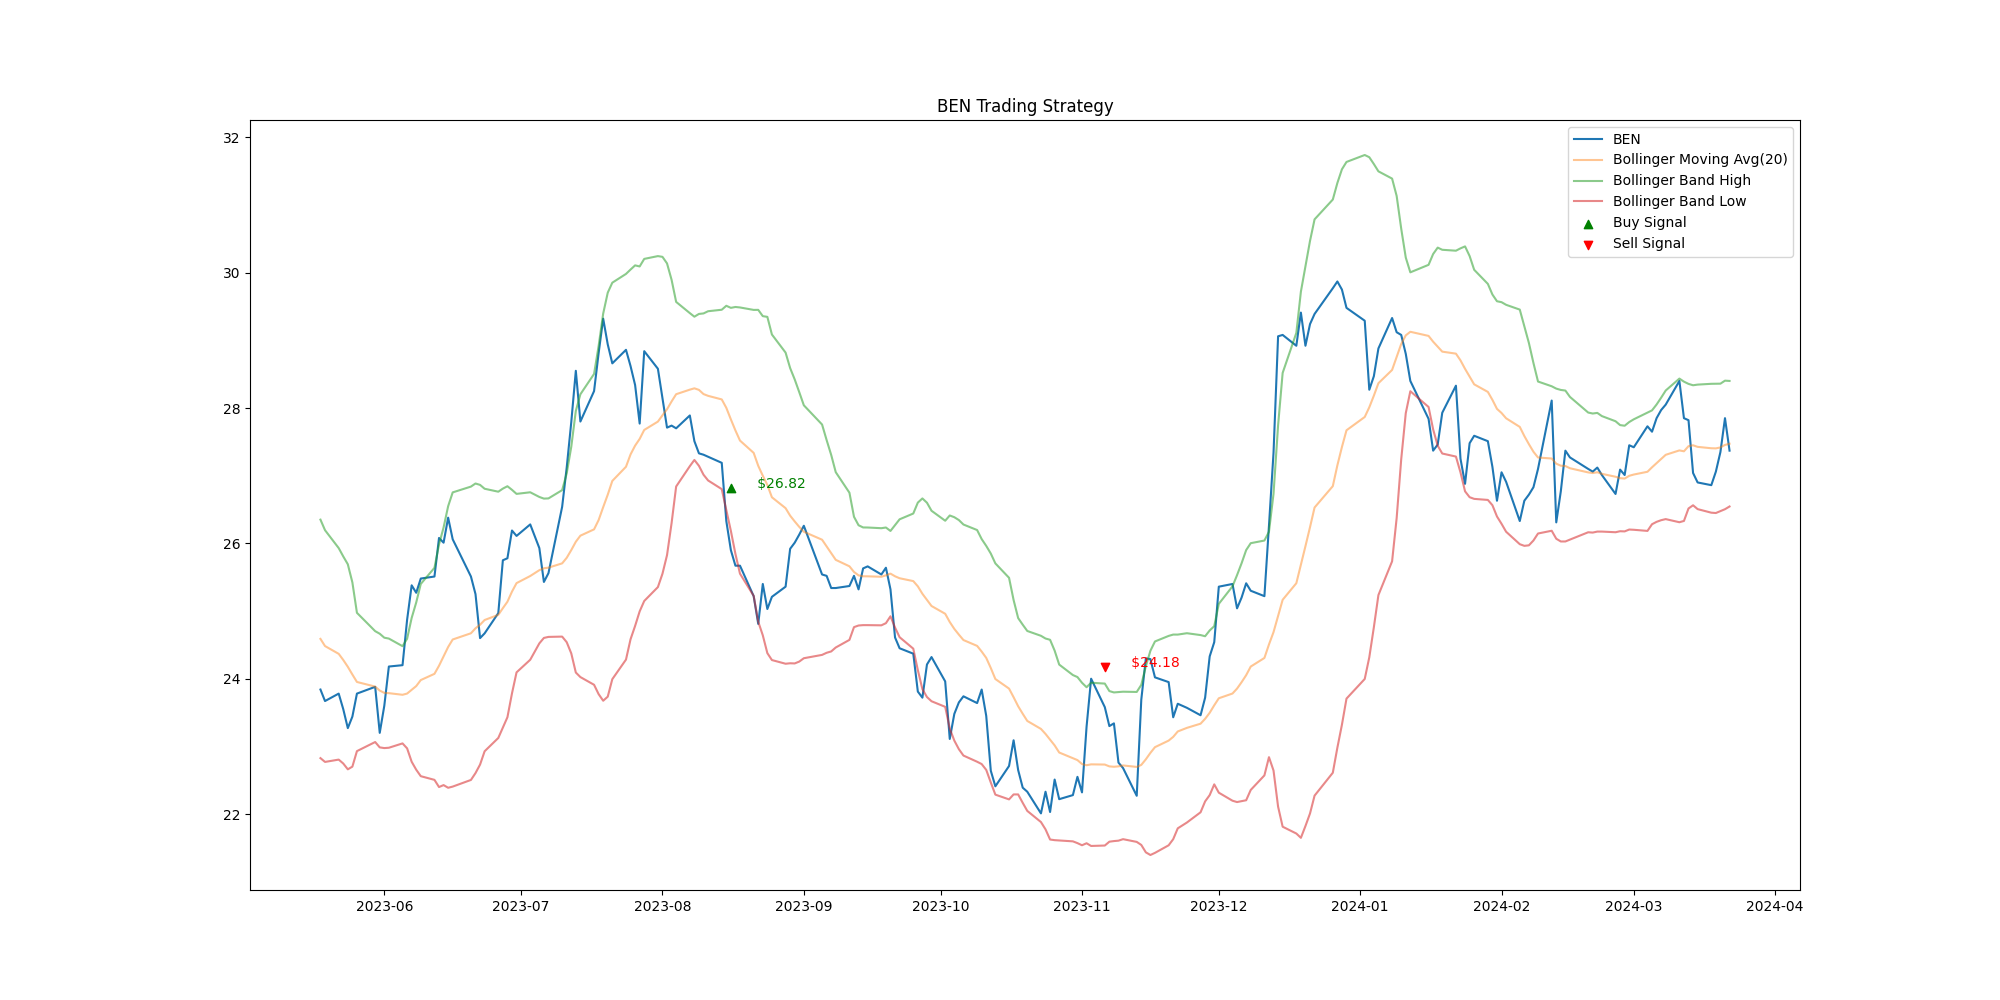 BEN Trading Strategy
32
30
28
26
24
22
BEN
Bollinger Moving Avg(20)
Bollinger Band High
Bollinger Band Low
Buy Signal
Sell Signal
$26.82
$24.18
2023-06 2023-07 2023-08 2023-09 2023-10 2023-11 2023-12 2024-01 2024-02 2024-03 2024-04